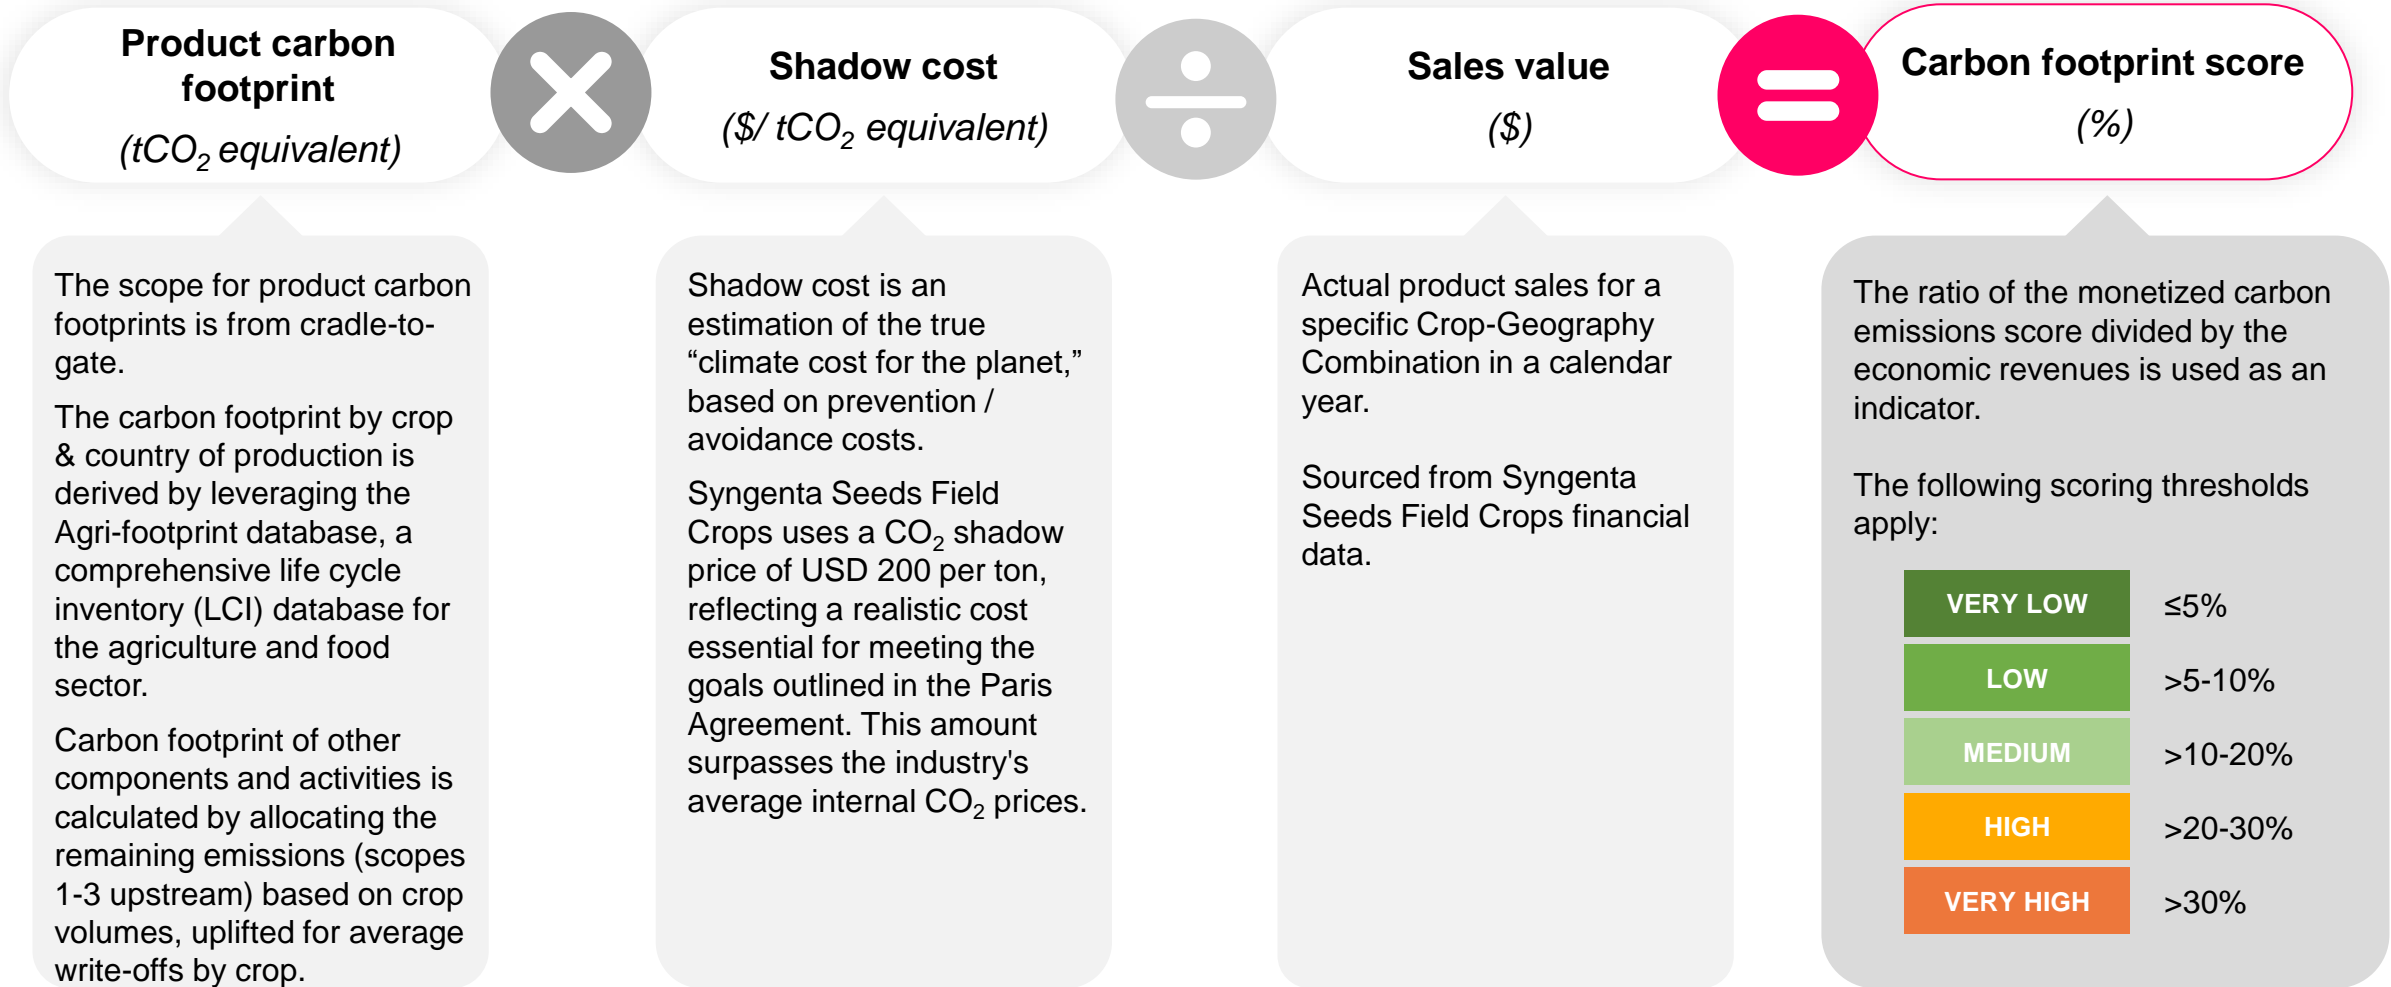 Product carbon
footprint
(tCO₂ equivalent)
Shadow cost
($/ tCO₂ equivalent)
Sales value
($)
Carbon footprint score
(%)
The scope for product carbon
footprints is from cradle-to-
gate.
The carbon footprint by crop
& country of production is
derived by leveraging the
Agri-footprint database, a
comprehensive life cycle
inventory (LCI) database for
the agriculture and food
sector.
Carbon footprint of other
components and activities is
calculated by allocating the
remaining emissions (scopes
1-3 upstream) based on crop
volumes, uplifted for average
write-offs by crop.
Shadow cost is an
estimation of the true
“climate cost for the planet,”
based on prevention /
avoidance costs.
Syngenta Seeds Field
Crops uses a CO₂ shadow
price of USD 200 per ton,
reflecting a realistic cost
essential for meeting the
goals outlined in the Paris
Agreement. This amount
surpasses the industry's
average internal CO₂ prices.
Actual product sales for a
specific Crop-Geography
Combination in a calendar
year.
Sourced from Syngenta
Seeds Field Crops financial
data.
The ratio of the monetized carbon
emissions score divided by the
economic revenues is used as an
indicator.
The following scoring thresholds
apply:
VERY LOW ≤5%
LOW >5-10%
MEDIUM >10-20%
HIGH >20-30%
VERY HIGH >30%